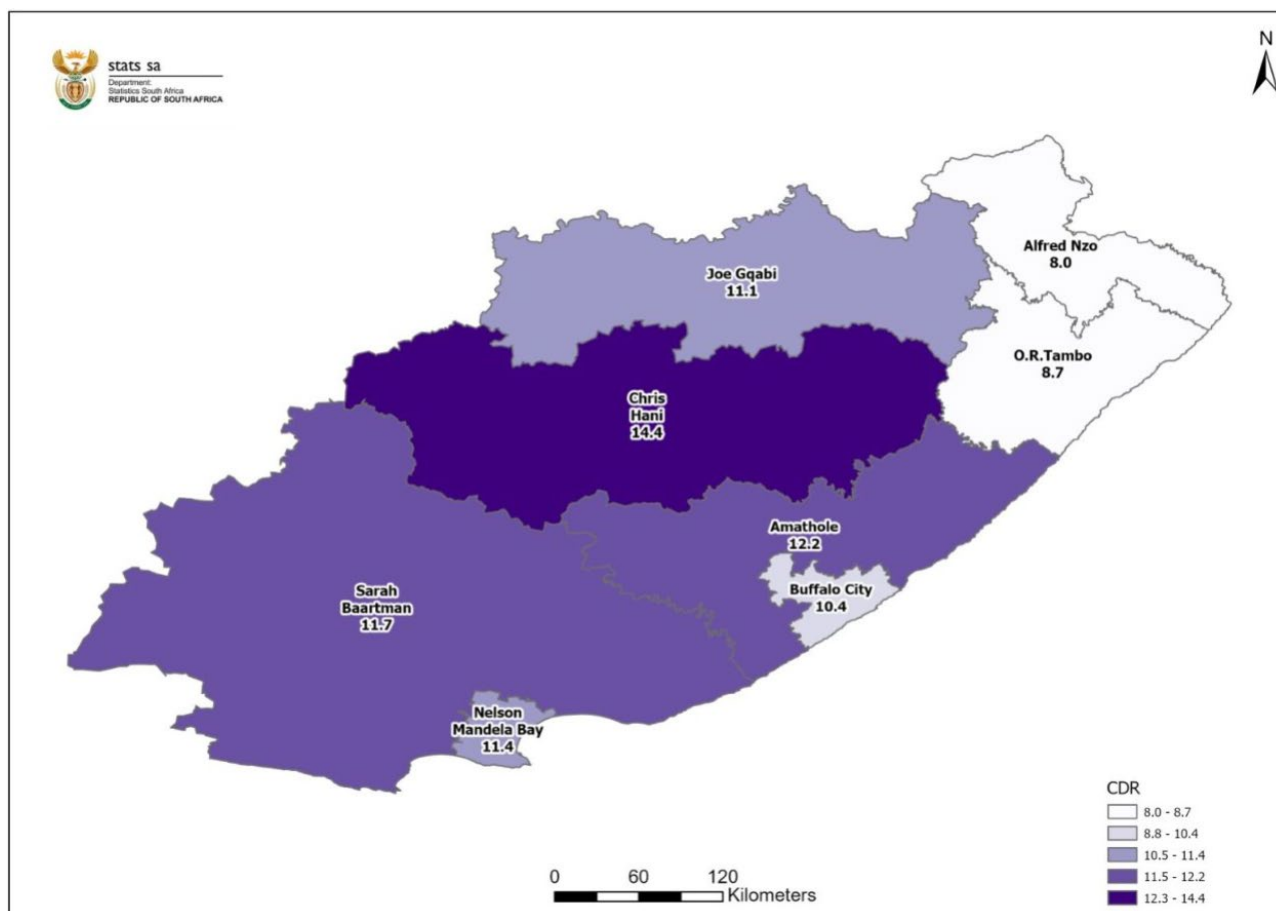 stats sa
Department:
Statistics South Africa
REPUBLIC OF SOUTH AFRICA
N
Alfred Nzo
8.0
Joe Gqabi
11.1
O.R.Tambo
8.7
Chris
Hani
14.4
Amathole
12.2
Buffalo City
10.4
Sarah
Baartman
11.7
Nelson
Mandela Bay
11.4
CDR
8.0 - 8.7
8.8 - 10.4
10.5 - 11.4
11.5 - 12.2
12.3 - 14.4
0 60 120
Kilometers